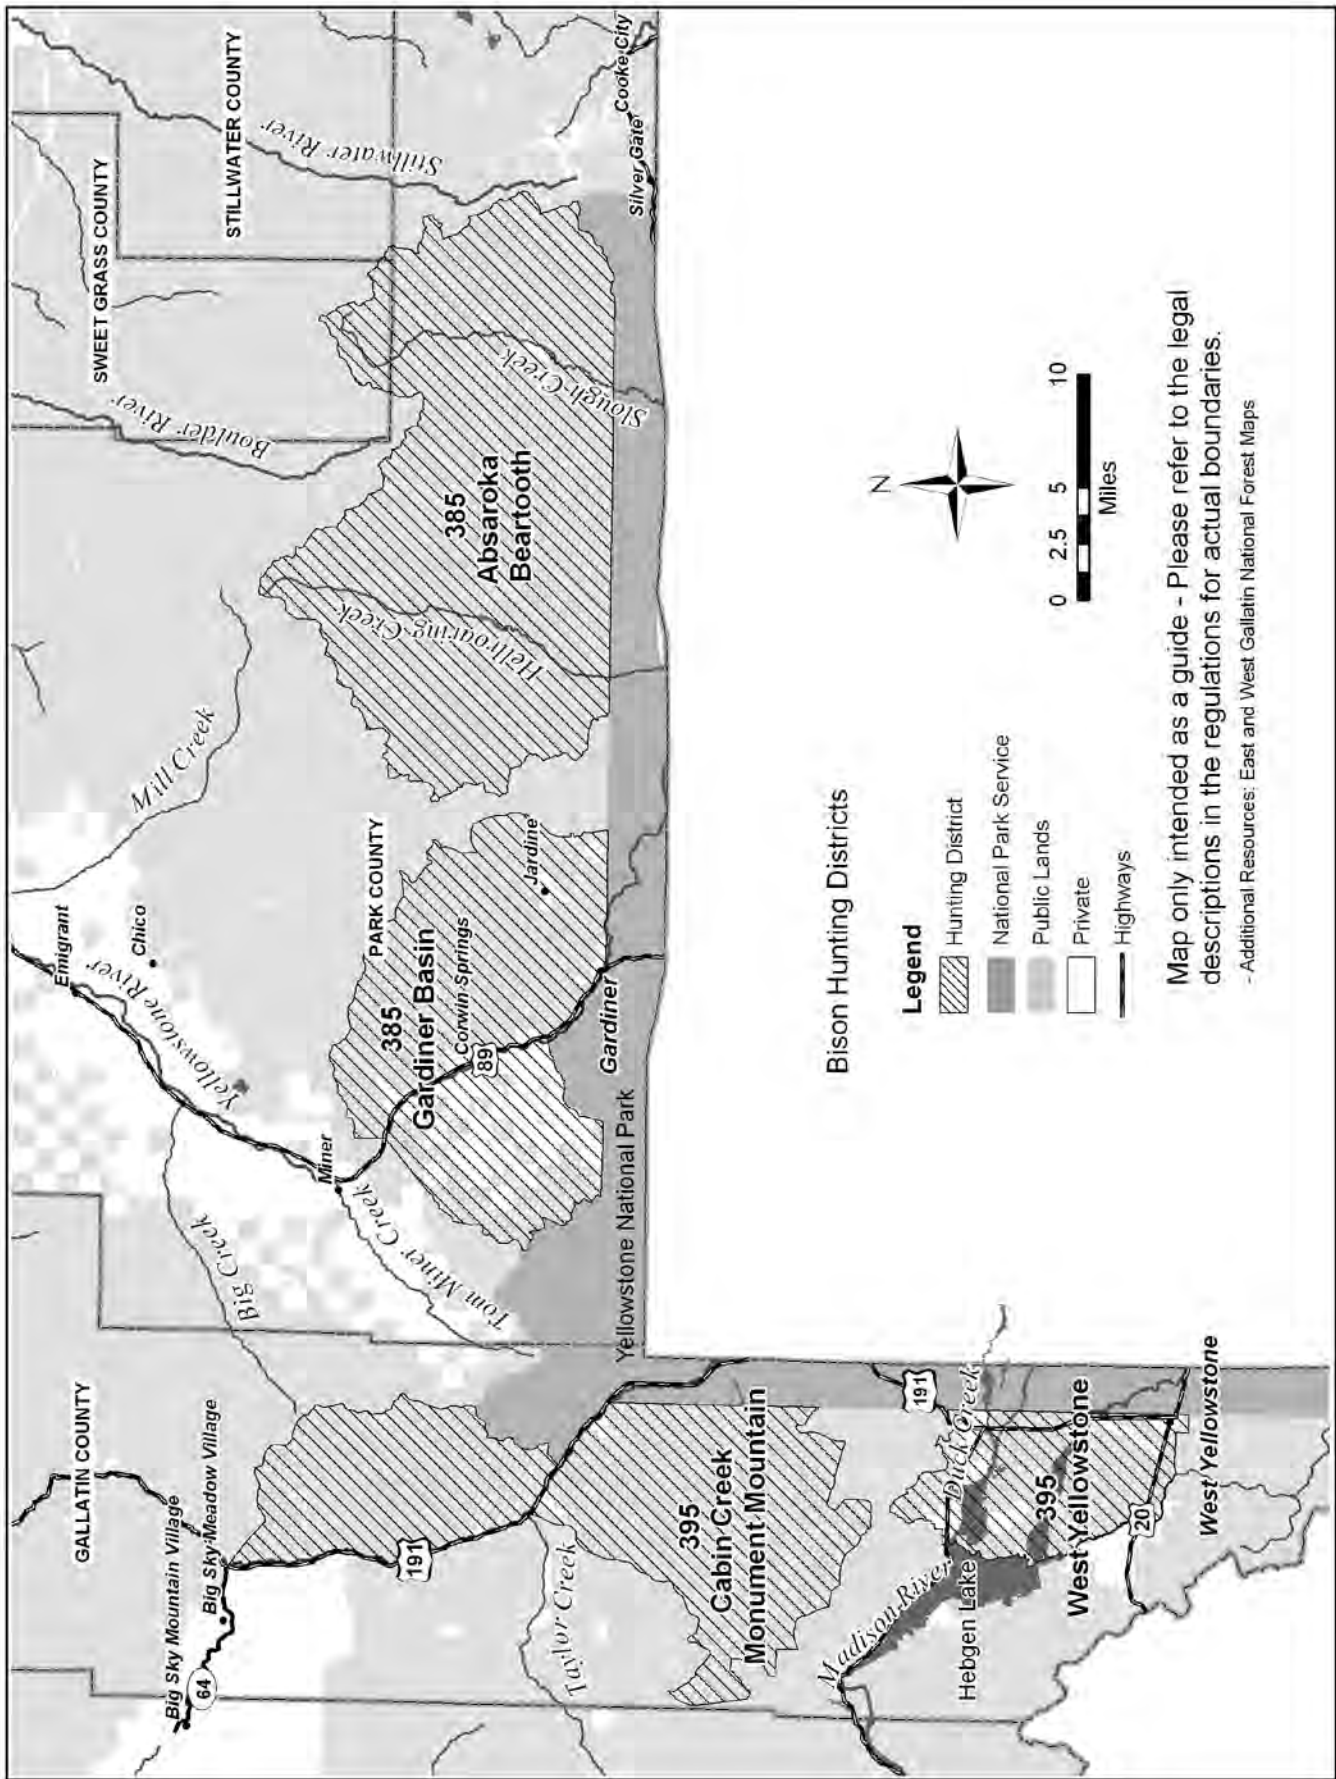 GALLATIN COUNTY
Big Sky Mountain Village
Big Sky Meadow Village
64
191
Taylor Creek
395
Cabin Creek
Monument Mountain
Madison River
Hebgen Lake
Duck Creek
191
395
West Yellowstone
20
West Yellowstone
Big Creek
Tom Miner Creek
Miner
Yellowstone River
Emigrant
Chico
Mill Creek
PARK COUNTY
385
Gardiner Basin
Corwin Springs
89
Jardine
Gardiner
Yellowstone National Park
SWEET GRASS COUNTY
STILLWATER COUNTY
Boulder River
Stillwater River
385
Absaroka
Beartooth
Hellroaring Creek
Slough Creek
Silver Gate
Cooke City
Bison Hunting Districts
Legend
Hunting District
National Park Service
Public Lands
Private
Highways
N
0 2.5 5 10
Miles
Map only intended as a guide - Please refer to the legal
descriptions in the regulations for actual boundaries.
- Additional Resources: East and West Gallatin National Forest Maps